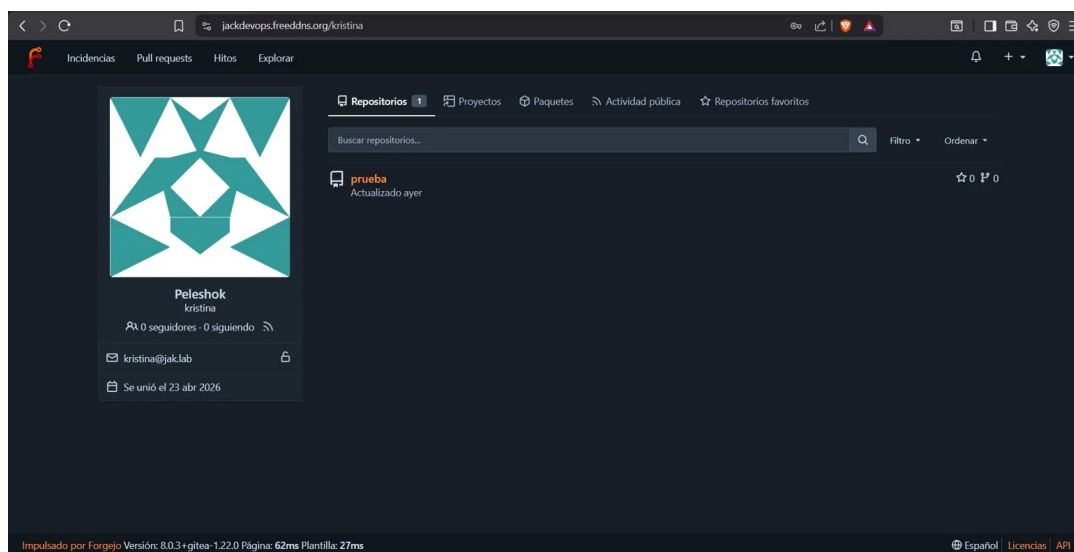 jackdevops.freeddns.org/kristina
Incidencias Pull requests Hitos Explorar
Repositorios 1 Proyectos Paquetes Actividad pública Repositorios favoritos
Buscar repositorios...
Filtro Ordenar
prueba
0 0
Actualizado ayer
Peleshok
kristina
0 seguidores · 0 siguiendo
kristina@jak.lab
Se unió el 23 abr 2026
Impulsado por Forgejo Versión: 8.0.3+gitea-1.22.0 Página: 62ms Plantilla: 27ms
Español Licencias API